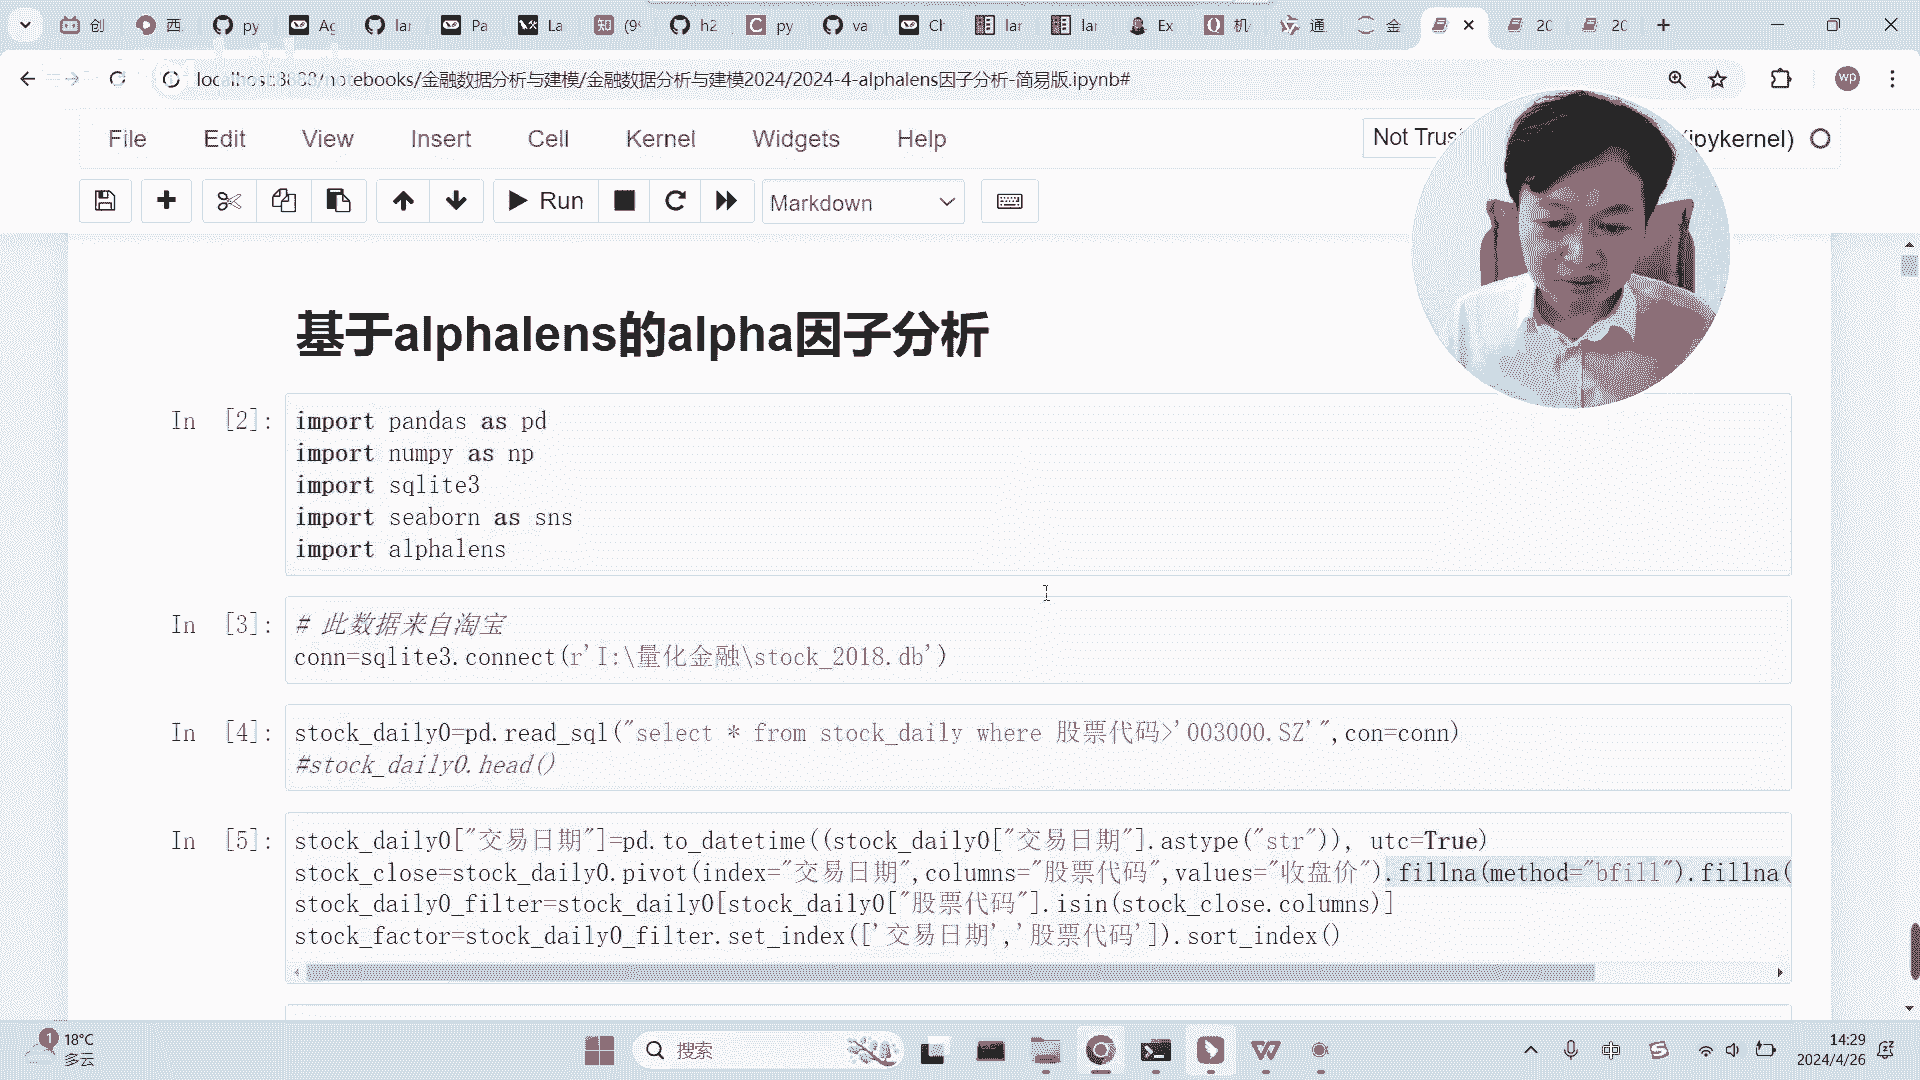 创
西
py
Ag
lar
Pa
La
知 (9
h2
py
va
Ch
lar
lar
Ex
机
通
金
20
20
localhost:8888/notebooks/金融数据分析与建模/金融数据分析与建模2024/2024-4-alphalens因子分析-简易版.ipynb#
wp
File Edit View Insert Cell Kernel Widgets Help
Not Trus
(ipykernel)
Run
Markdown
基于alphalens的alpha因子分析
In [2]:
import pandas as pd
import numpy as np
import sqlite3
import seaborn as sns
import alphalens
In [3]:
# 此数据来自淘宝
conn=sqlite3.connect(r'I:\量化金融\stock_2018.db')
In [4]:
stock_daily0=pd.read_sql("select * from stock_daily where 股票代码>'003000.SZ'",con=conn)
#stock_daily0.head()
In [5]:
stock_daily0["交易日期"]=pd.to_datetime((stock_daily0["交易日期"].astype("str")), utc=True)
stock_close=stock_daily0.pivot(index="交易日期",columns="股票代码",values="收盘价").fillna(method="bfill").fillna(
stock_daily0_filter=stock_daily0[stock_daily0["股票代码"].isin(stock_close.columns)]
stock_factor=stock_daily0_filter.set_index(['交易日期','股票代码']).sort_index()
1
18°C
多云
搜索
中
14:29
2024/4/26